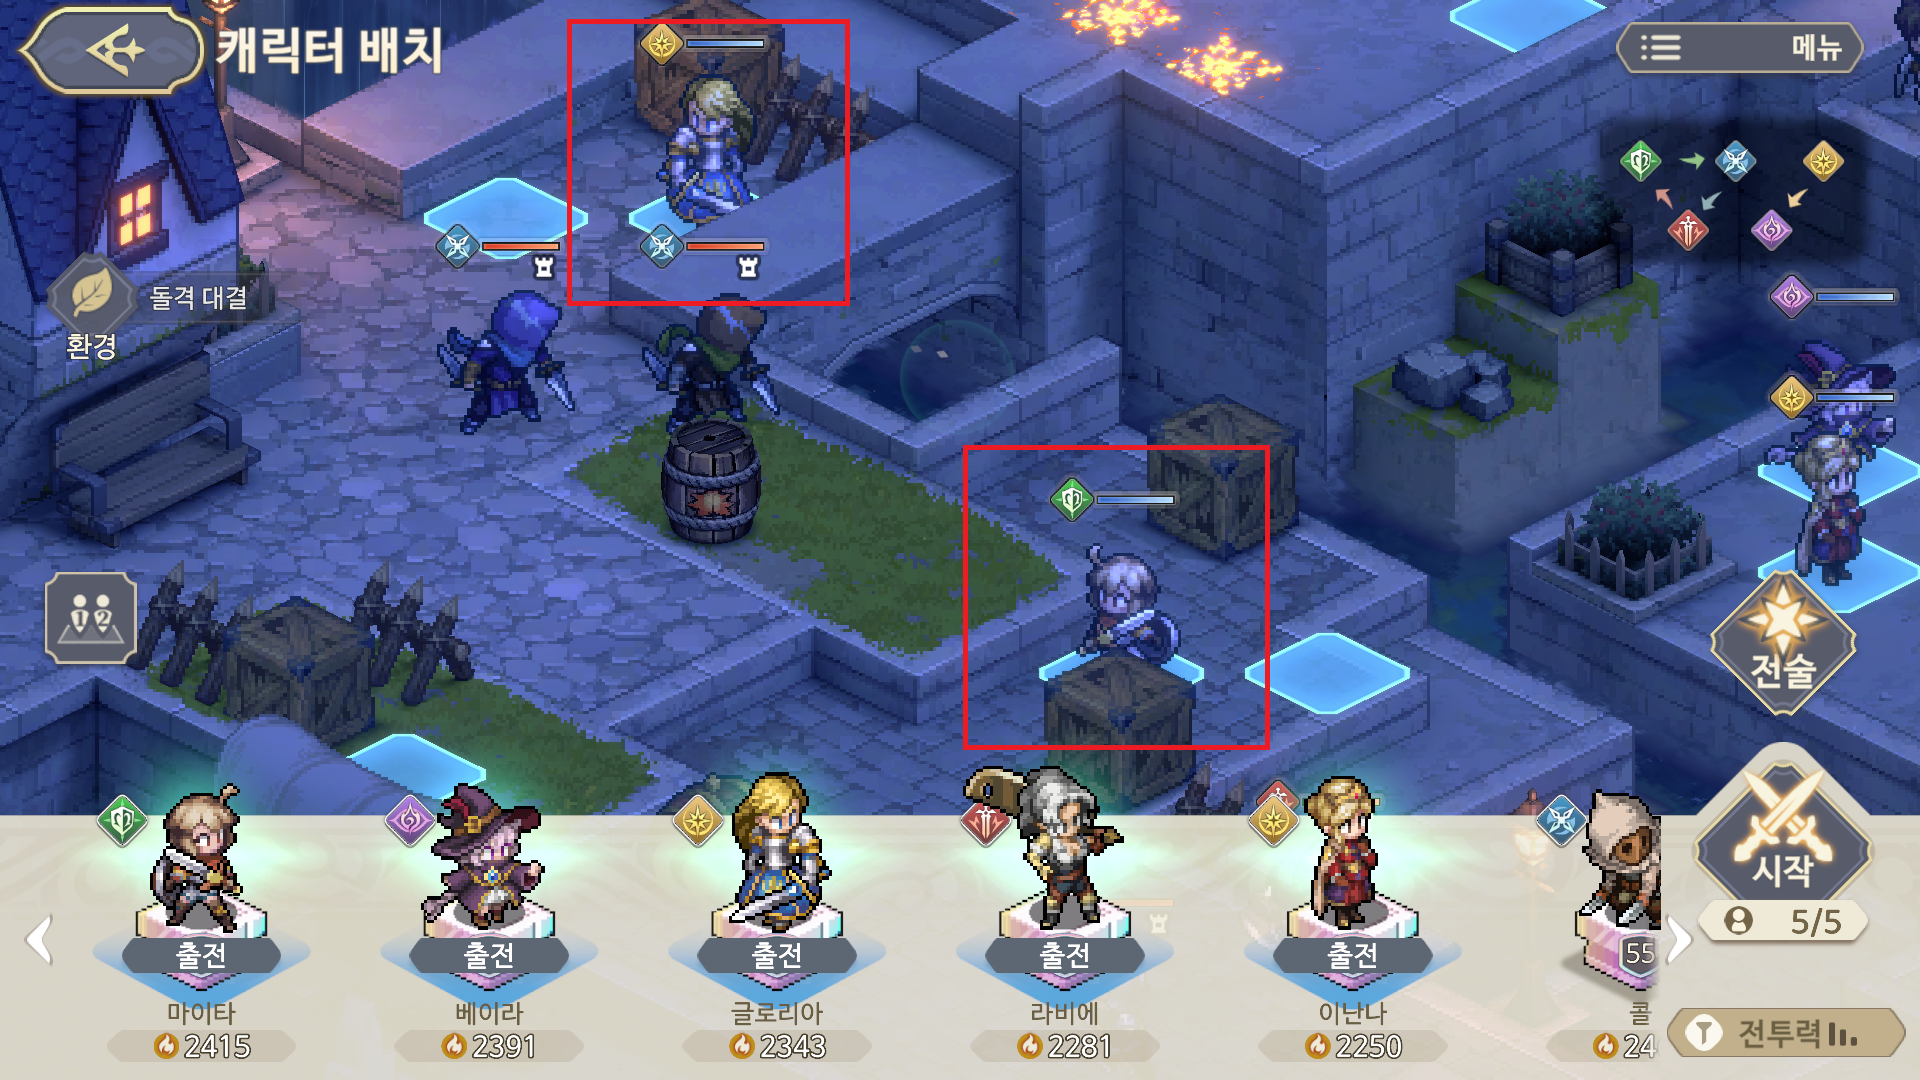 캐릭터 배치
메뉴
돌격 대결
환경
1 2
전술
시작
5/5
출전
출전
출전
출전
출전
55
마이타
베이라
글로리아
라비에
이난나
콜
2415
2391
2343
2281
2250
24
전투력